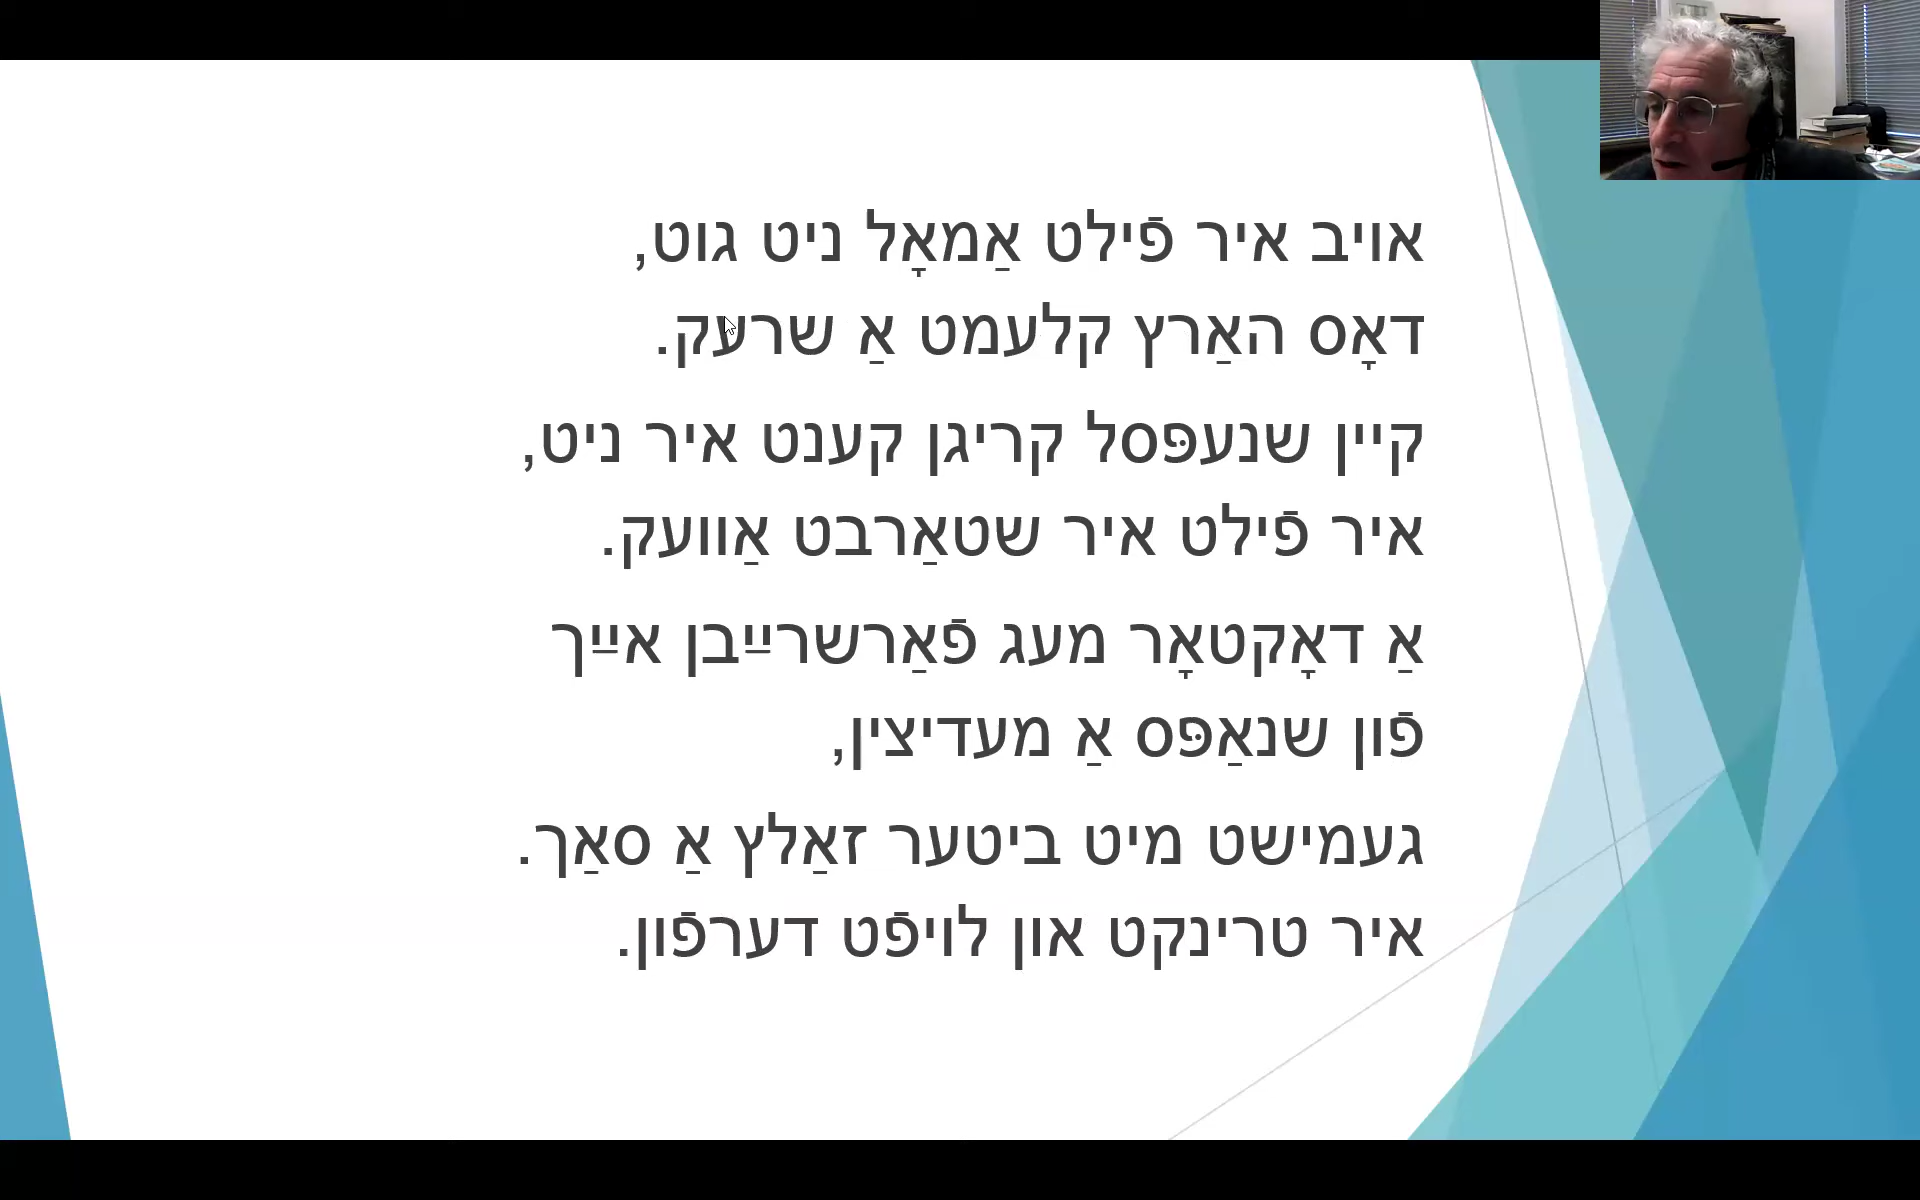 אויב איר פֿילט אַמאָל ניט גוט,
דאָס האַרץ קלעמט אַ שרעק.
קיין שנעפּסל קריגן קענט איר ניט,
איר פֿילט איר שטאַרבט אַוועק.
אַ דאָקטאָר מעג פֿאַרשרײַבן אײַך
פֿון שנאַפּס אַ מעדיצין,
געמישט מיט ביטער זאַלץ אַ סאַך.
איר טרינקט און לויפֿט דערפֿון.